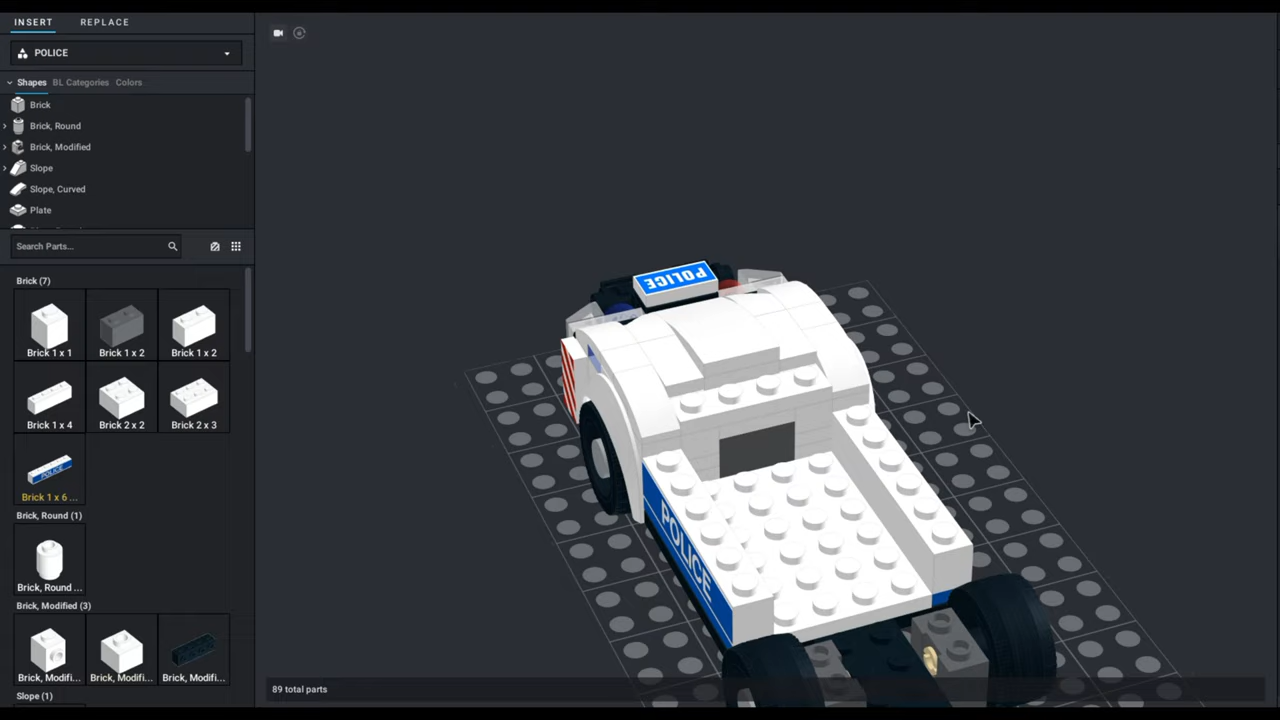 INSERT REPLACE
POLICE
Shapes BL Categories Colors
Brick
Brick, Round
Brick, Modified
Slope
Slope, Curved
Plate
Search Parts...
Brick (7)
Brick 1 x 1 Brick 1 x 2 Brick 1 x 2
Brick 1 x 4 Brick 2 x 2 Brick 2 x 3
POLICE
Brick 1 x 6 ...
Brick, Round (1)
Brick, Round ...
Brick, Modified (3)
Brick, Modifi... Brick, Modifi... Brick, Modifi...
Slope (1)
POLICE
POLICE
89 total parts